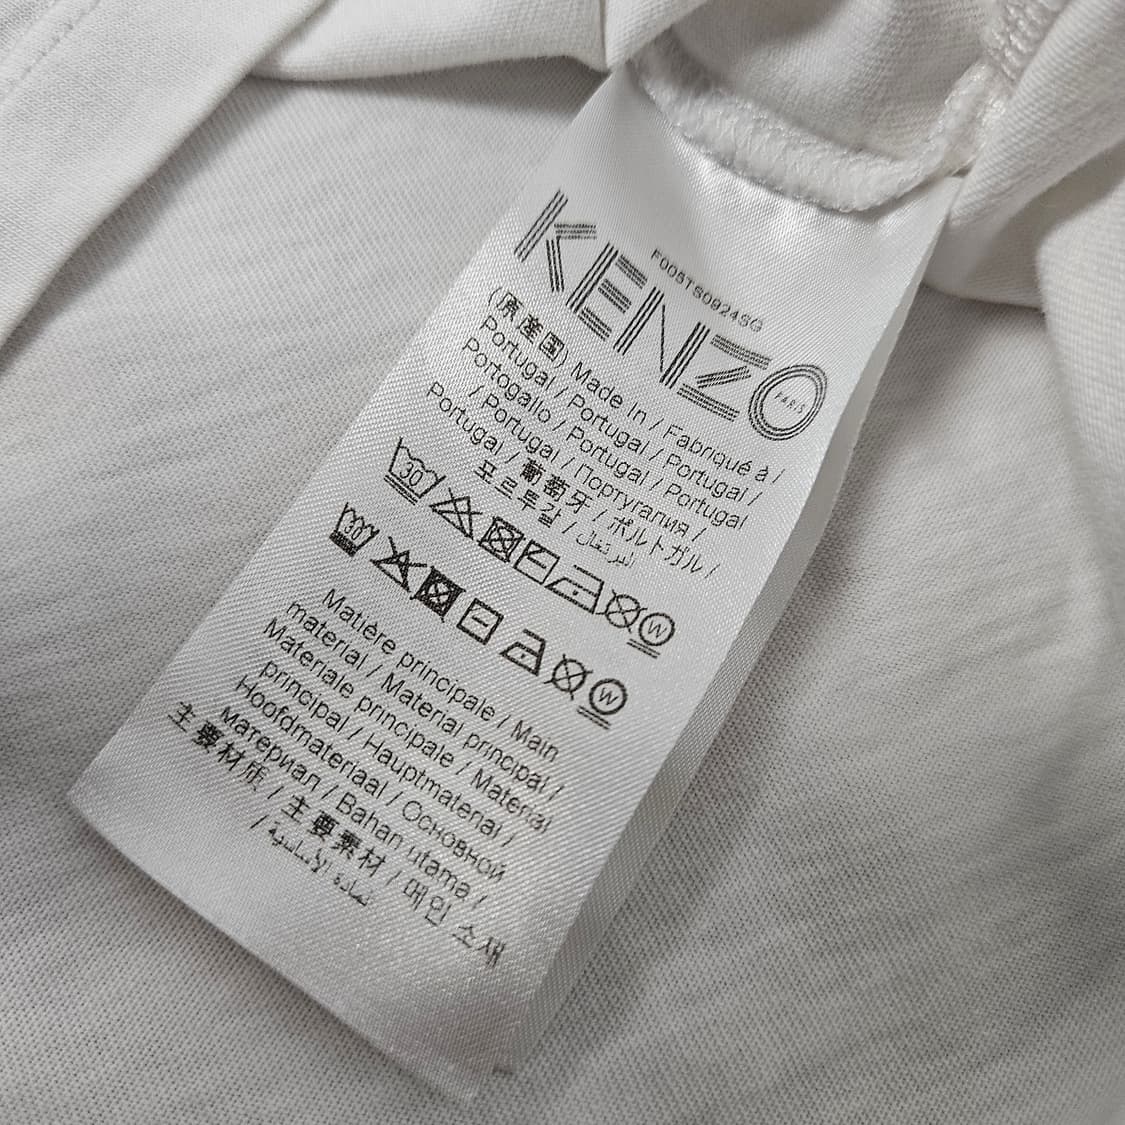 F005TS0924SG
KENZO
PARIS
(原産国) Made In / Fabriqué à /
Portugal / Portugal / Portugal /
Portogallo / Portugal / Portugal
/ Portugal / Португалия /
Portugal / 葡萄牙 / ポルトガル /
포르투갈 / البرتغال
30 W
30 W
Matière principale / Main
material / Material principal /
Materiale principale / Material
principal / Hauptmaterial /
Hoofdmateriaal / Основной
материал / Bahan utama /
主要材质 / 主要素材 / 메인 소재
/